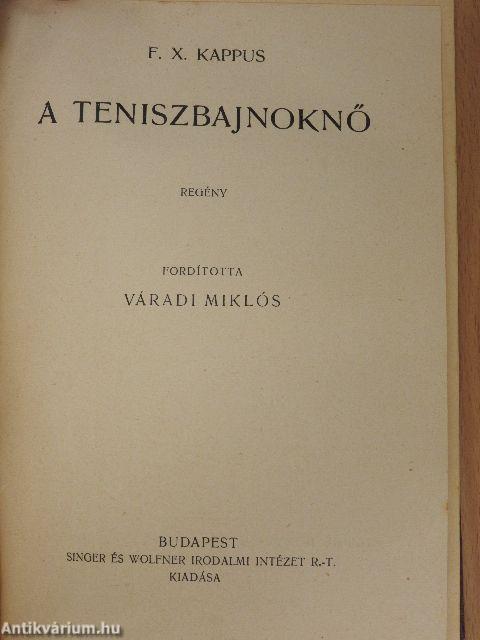 F. X. KAPPUS
A TENISZBAJNOKNŐ
REGÉNY
FORDÍTOTTA
VÁRADI MIKLÓS
BUDAPEST
SINGER ÉS WOLFNER IRODALMI INTÉZET R.-T.
KIADÁSA
Antikvárium.hu